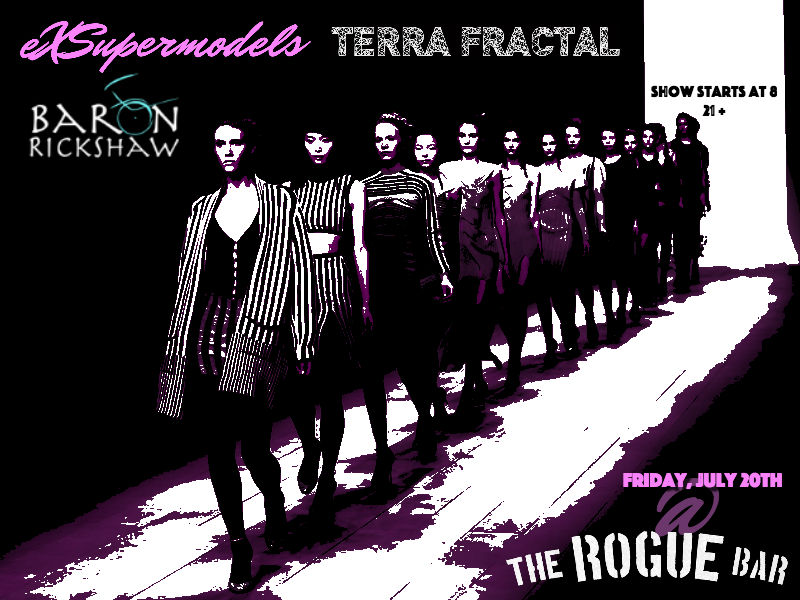 eXSupermodels TERRA FRACTAL
SHOW STARTS AT 8
21 +
BARON
RICKSHAW
FRIDAY, JULY 20TH
@
THE ROGUE BAR